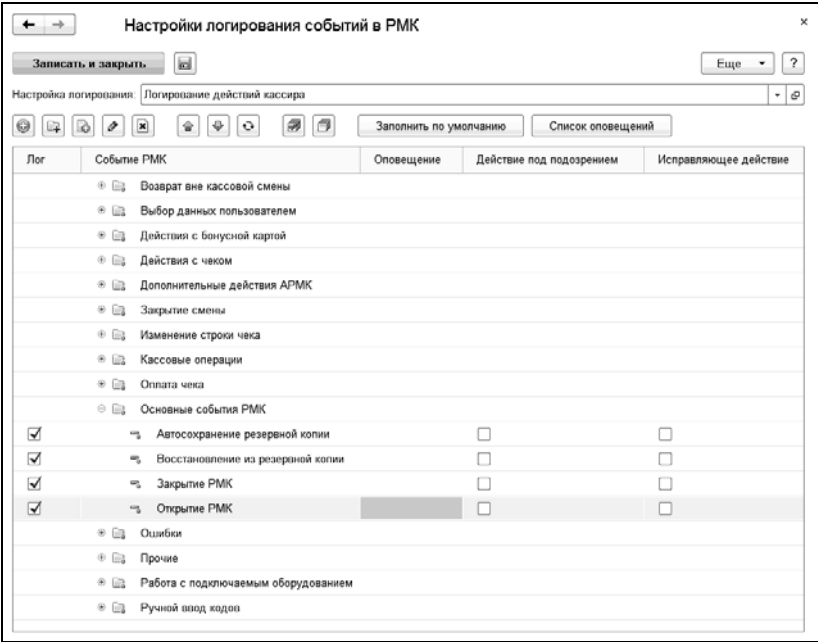 Настройки логирования событий в РМК
Записать и закрыть Еще ?
Настройка логирования: Логирование действий кассира
Заполнить по умолчанию Список оповещений
Лог Событие РМК Оповещение Действие под подозрением Исправляющее действие
Возврат вне кассовой смены
Выбор данных пользователем
Действия с бонусной картой
Действия с чеком
Дополнительные действия АРМК
Закрытие смены
Изменение строки чека
Кассовые операции
Оплата чека
Основные события РМК
Автосохранение резервной копии
Восстановление из резервной копии
Закрытие РМК
Открытие РМК
Ошибки
Прочие
Работа с подключаемым оборудованием
Ручной ввод кодов